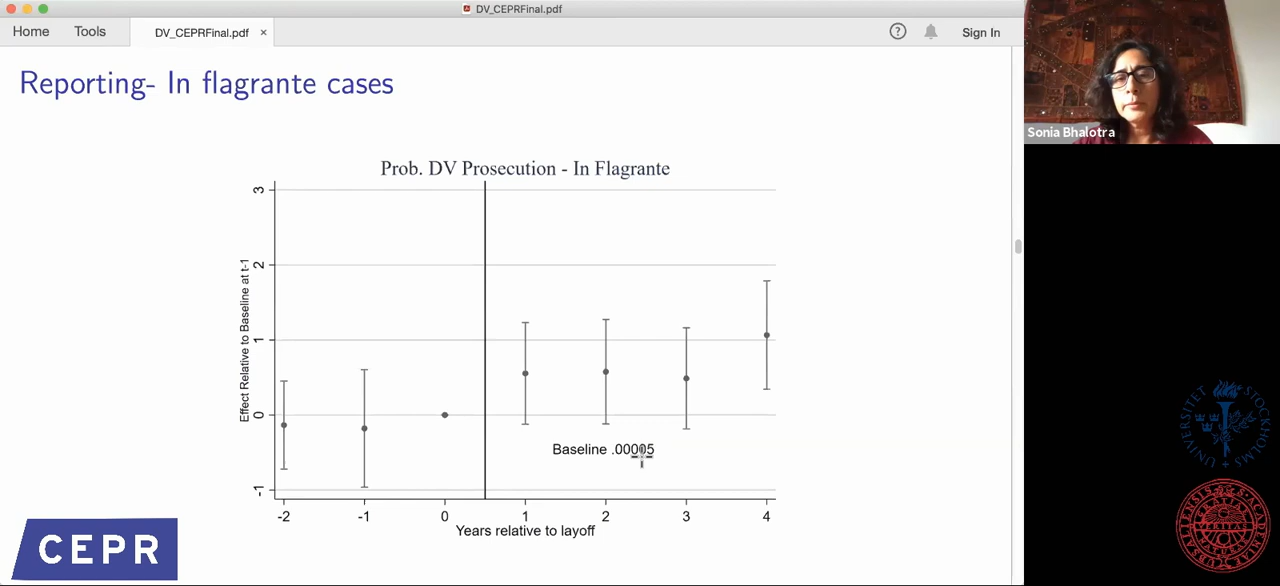 DV_CEPRFinal.pdf
Home Tools DV_CEPRFinal.pdf × ? Sign In
Reporting- In flagrante cases
Prob. DV Prosecution - In Flagrante
Effect Relative to Baseline at t-1
3
2
1
0
-1
Baseline .00005
-2 -1 0 1 2 3 4
Years relative to layoff
CEPR
Sonia Bhalotra